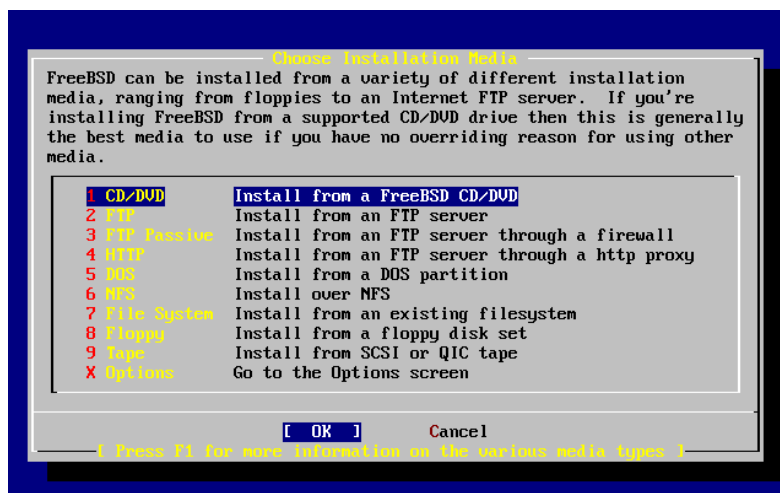 Choose Installation Media
FreeBSD can be installed from a variety of different installation
media, ranging from floppies to an Internet FTP server.  If you're
installing FreeBSD from a supported CD/DVD drive then this is generally
the best media to use if you have no overriding reason for using other
media.
1 CD/DVD Install from a FreeBSD CD/DVD
2 FTP Install from an FTP server
3 FTP Passive Install from an FTP server through a firewall
4 HTTP Install from an FTP server through a http proxy
5 DOS Install from a DOS partition
6 NFS Install over NFS
7 File System Install from an existing filesystem
8 Floppy Install from a floppy disk set
9 Tape Install from SCSI or QIC tape
X Options Go to the Options screen
[ OK ] Cancel
[ Press F1 for more information on the various media types ]